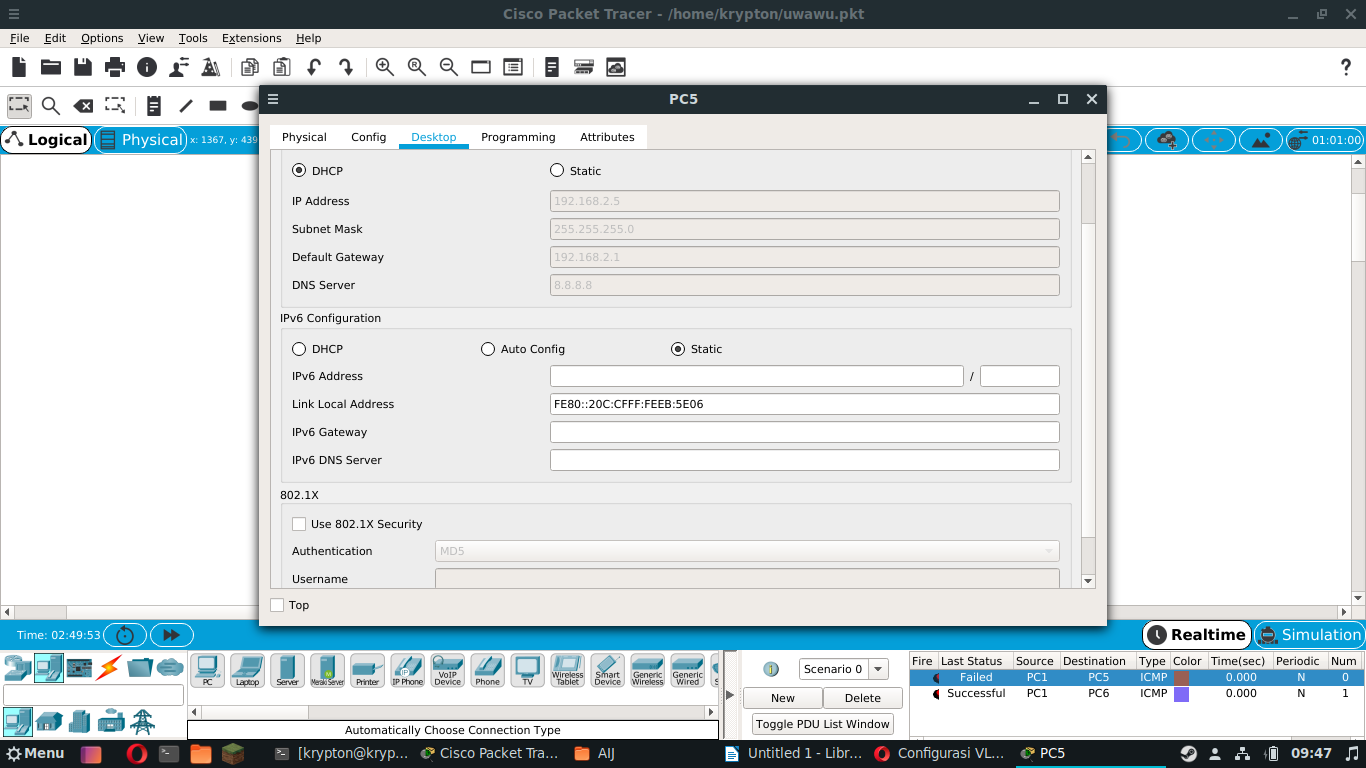 Cisco Packet Tracer - /home/krypton/uwawu.pkt
File Edit Options View Tools Extensions Help
PC5
Physical Config Desktop Programming Attributes
Logical Physical x: 1367, y: 439 01:01:00
DHCP Static
IP Address 192.168.2.5
Subnet Mask 255.255.255.0
Default Gateway 192.168.2.1
DNS Server 8.8.8.8
IPv6 Configuration
DHCP Auto Config Static
IPv6 Address /
Link Local Address FE80::20C:CFFF:FEEB:5E06
IPv6 Gateway
IPv6 DNS Server
802.1X
Use 802.1X Security
Authentication MD5
Username
Top
Time: 02:49:53 Realtime Simulation
PC Laptop Server Meraki Server Printer IP Phone VoIP Device Phone TV Wireless Tablet Smart Device Generic Wireless Generic Wired
Automatically Choose Connection Type
Scenario 0
New Delete
Toggle PDU List Window
Fire Last Status Source Destination Type Color Time(sec) Periodic Num
Failed PC1 PC5 ICMP 0.000 N 0
Successful PC1 PC6 ICMP 0.000 N 1
Menu [krypton@kryp... Cisco Packet Tra... AIJ Untitled 1 - Libr... Configurasi VL... PC5 09:47